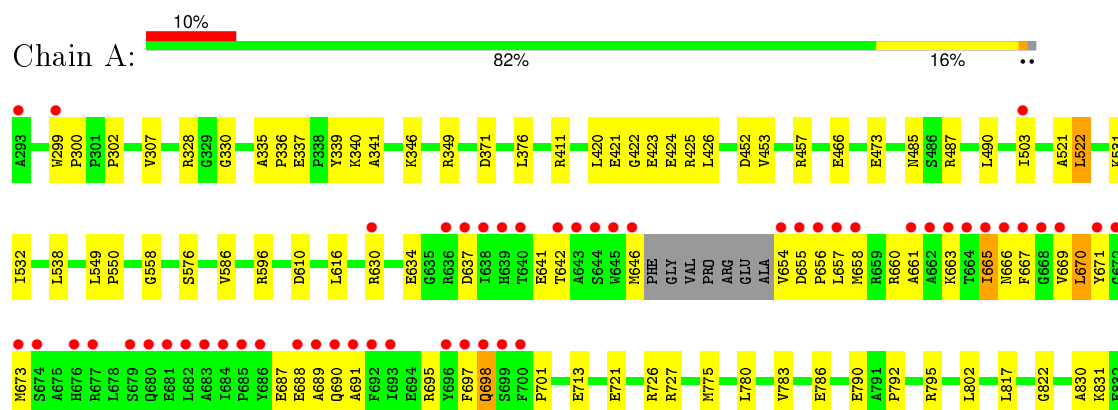 10%
Chain A:
82% 16% ••
A293 W299 P300 P301 P302 V307 R328 G329 G330 A335 P336 E337 P338 Y339 K340 A341 K346 R349 D371 L376 R411 L420 E421 G422 E423 E424 R425 L426 D452 V453 R457 E466 E473 N485 S486 R487 L490 I503 A521 L522 K531
I532 L538 L549 P550 G558 S576 V586 R596 D610 L616 R630 E634 G635 R636 D637 I638 H639 T640 E641 T642 A643 S644 W645 M646 PHE GLY VAL PRO ARG GLU ALA V654 D655 P656 L657 M658 R659 R660 A661 A662 K663 T664 I665 N666 F667 G668 V669 L670 Y671 G672
M673 S674 A675 H676 R677 L678 S679 Q680 E681 L682 A683 I684 P685 Y686 E687 E688 A689 Q690 A691 F692 I693 E694 R695 Y696 F697 Q698 S699 F700 P701 E713 E721 R726 R727 M775 L780 V783 E786 E790 A791 P792 R795 L802 L817 G822 A830 K831